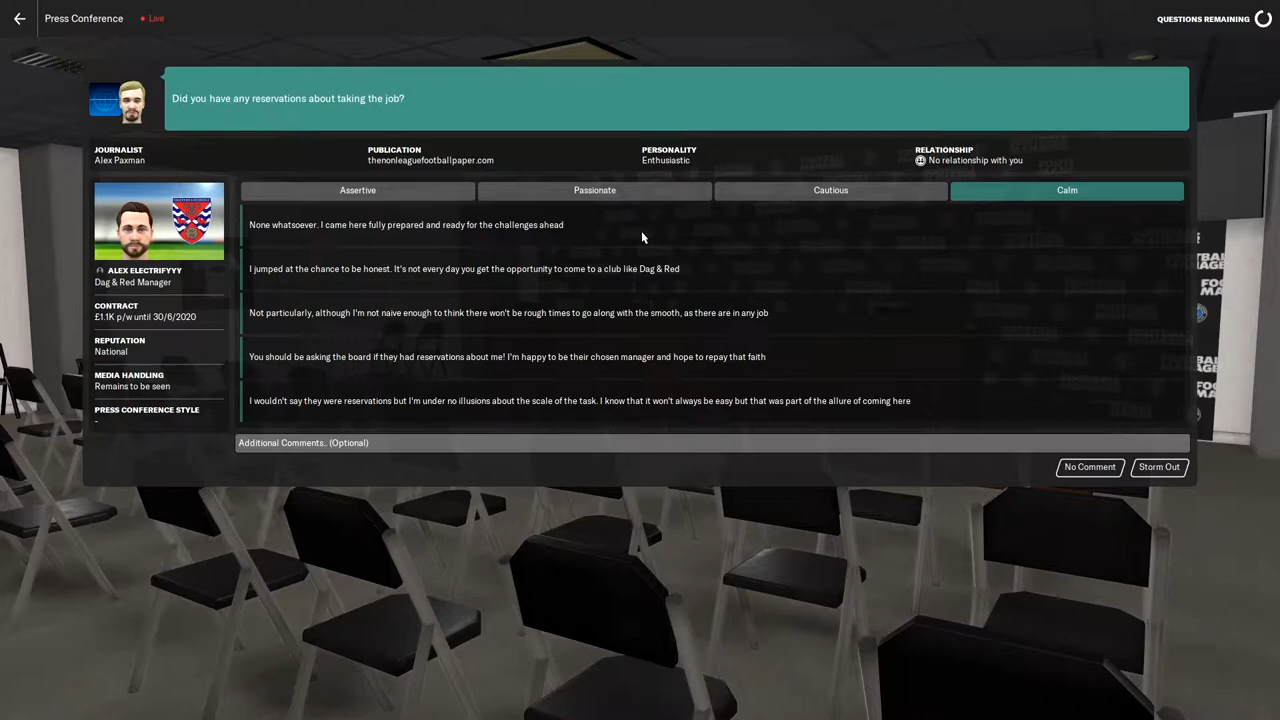 Press Conference
Live
QUESTIONS REMAINING
Did you have any reservations about taking the job?
JOURNALIST
Alex Paxman
PUBLICATION
thenonleaguefootballpaper.com
PERSONALITY
Enthusiastic
RELATIONSHIP
No relationship with you
Assertive
Passionate
Cautious
Calm
ALEX ELECTRIFYYY
Dag & Red Manager
CONTRACT
£1.1K p/w until 30/6/2020
REPUTATION
National
MEDIA HANDLING
Remains to be seen
PRESS CONFERENCE STYLE
-
None whatsoever. I came here fully prepared and ready for the challenges ahead
I jumped at the chance to be honest. It's not every day you get the opportunity to come to a club like Dag & Red
Not particularly, although I'm not naive enough to think there won't be rough times to go along with the smooth, as there are in any job
You should be asking the board if they had reservations about me! I'm happy to be their chosen manager and hope to repay that faith
I wouldn't say they were reservations but I'm under no illusions about the scale of the task. I know that it won't always be easy but that was part of the allure of coming here
Additional Comments.. (Optional)
No Comment
Storm Out